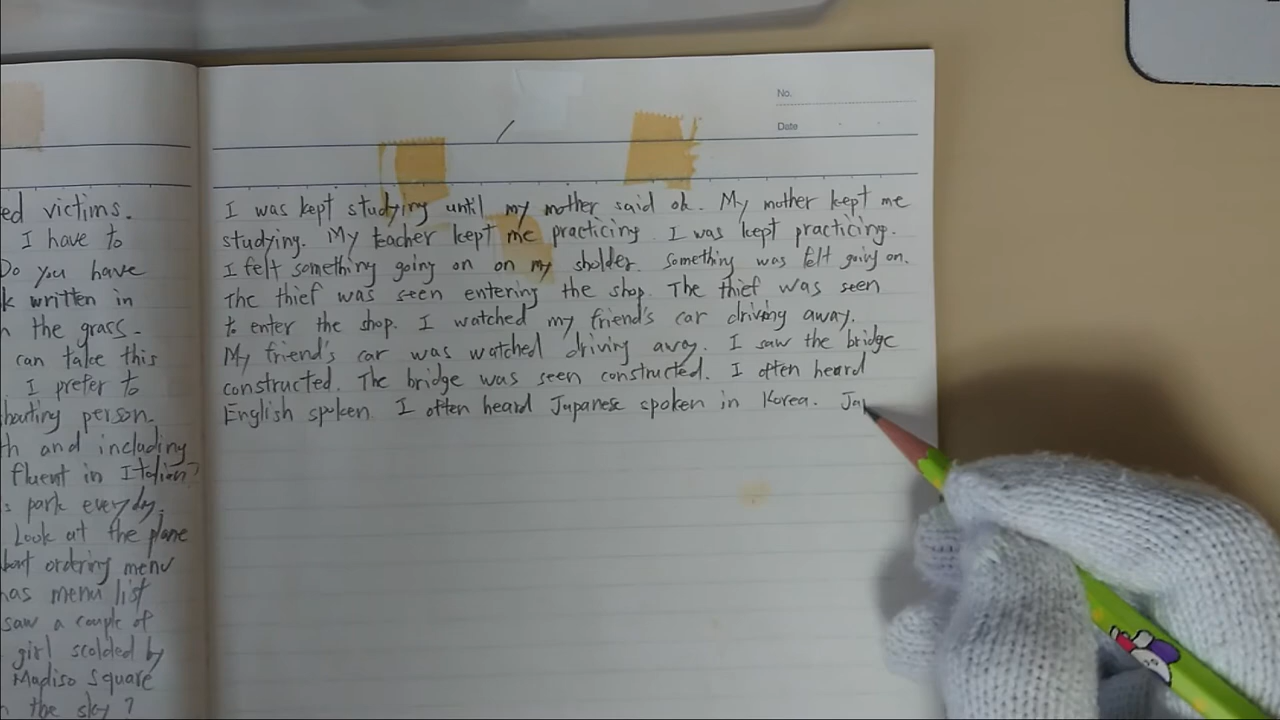 No.
Date
ed victims.
I have to
Do you have
k written in
the grass.
can take this
I prefer to
houting person.
th and including
fluent in Italian?
park everyday.
Look at the plane
bout ordering menu
has menu list
saw a couple of
girl scolded by
Madiso Square
the sky?
I was kept studying until my mother said ok. My mother kept me
studying. My teacher kept me practicing. I was kept practicing.
I felt something going on on my sholder. Something was felt going on.
The thief was seen entering the shop. The thief was seen
to enter the shop. I watched my friend's car driving away.
My friend's car was watched driving away. I saw the bridge
constructed. The bridge was seen constructed. I often heard
English spoken. I often heard Japanese spoken in Korea. Ja